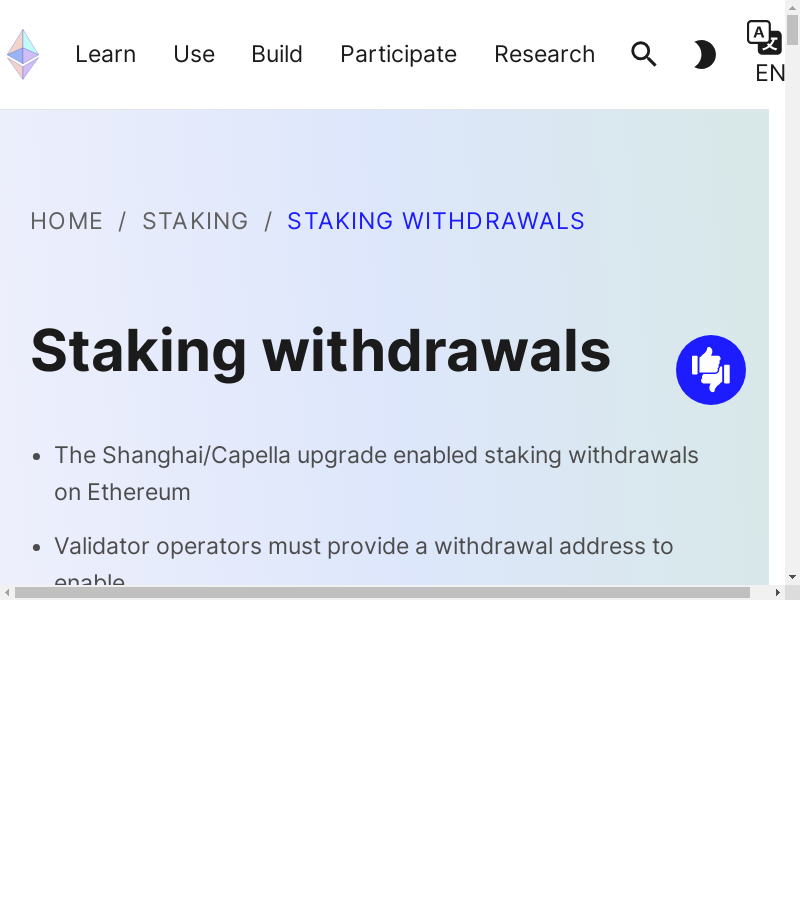 Learn Use Build Participate Research
A
EN
HOME / STAKING / STAKING WITHDRAWALS
Staking withdrawals
• The Shanghai/Capella upgrade enabled staking withdrawals
on Ethereum
• Validator operators must provide a withdrawal address to
enable